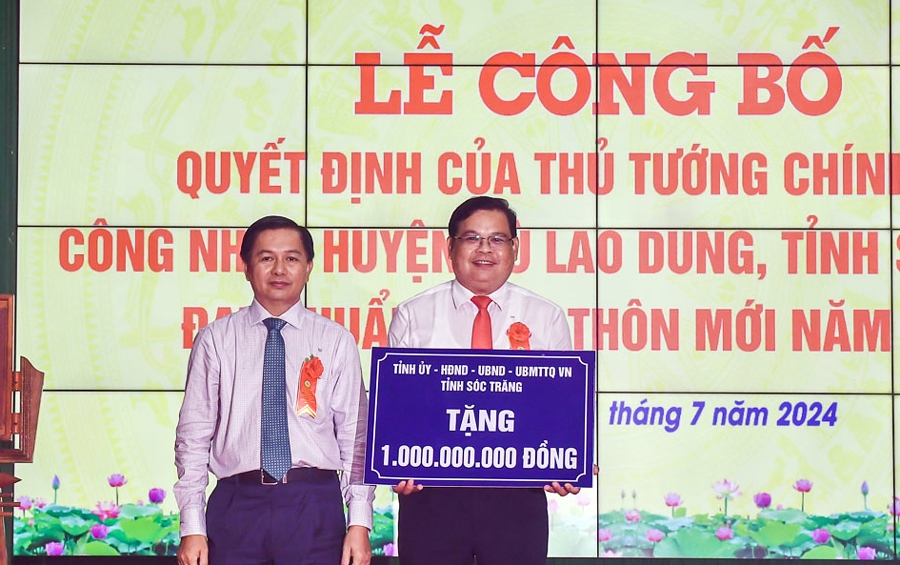 LỄ CÔNG BỐ
QUYẾT ĐỊNH CỦA THỦ TƯỚNG CHÍNH
CÔNG NH HUYỆN LAO DUNG, TỈNH S
THÔN MỚI NĂM
tháng 7 năm 2024
TỈNH ỦY - HĐND - UBND - UBMTTQ VN
TỈNH SÓC TRĂNG
TẶNG
1.000.000.000 ĐỒNG